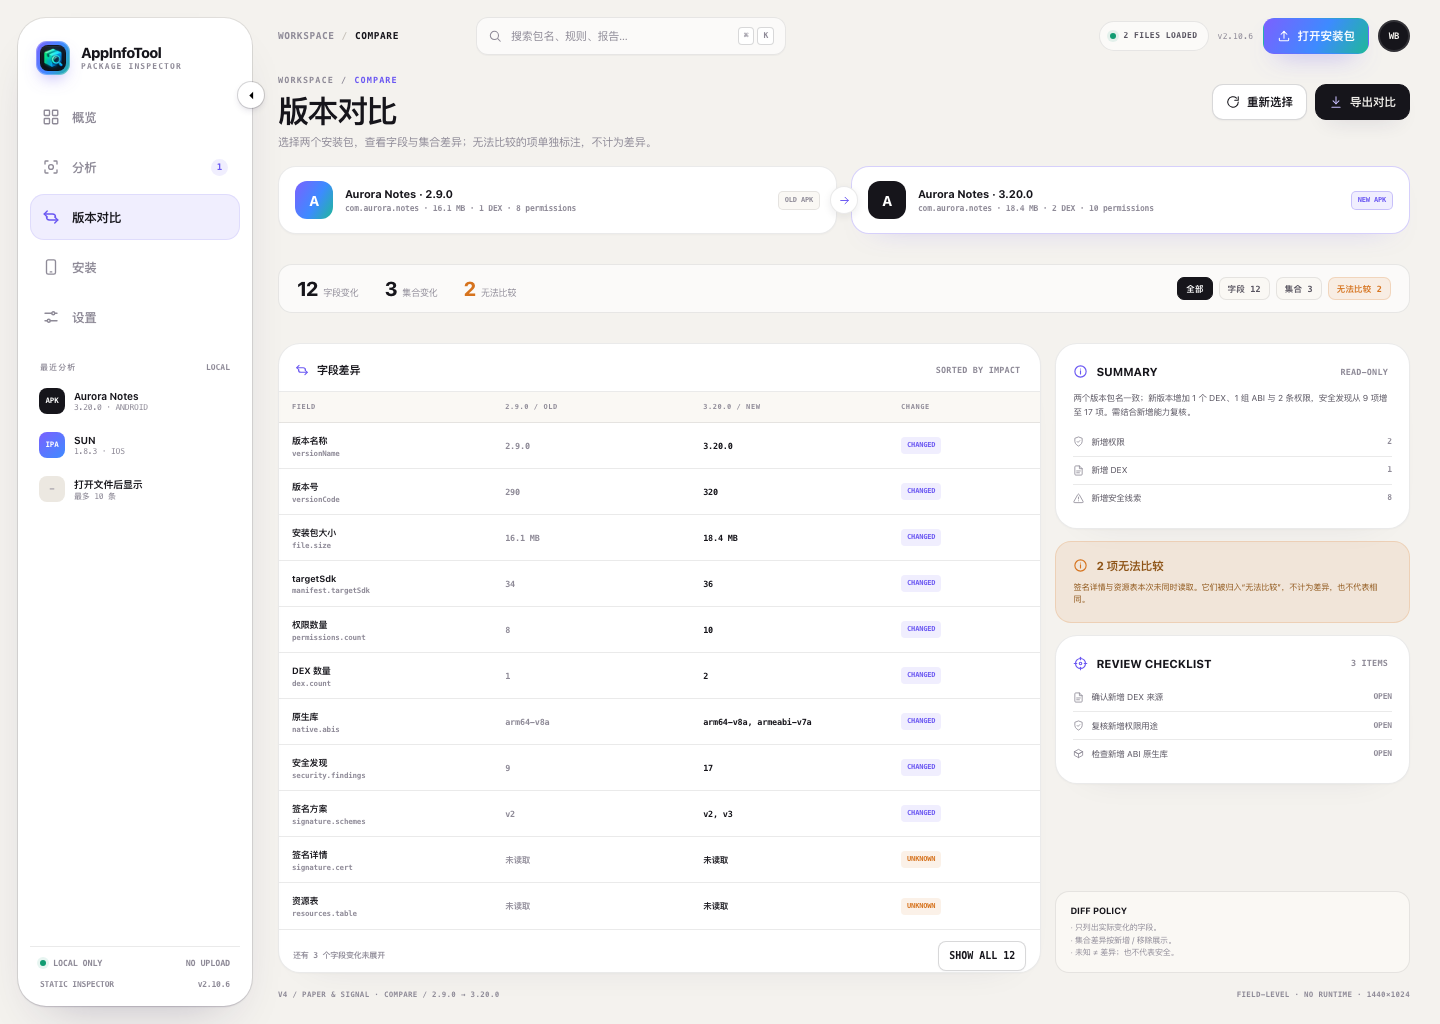 AppInfoTool
PACKAGE INSPECTOR
概览
分析
1
版本对比
安装
设置
最近分析
LOCAL
APK
Aurora Notes
3.20.0 · ANDROID
IPA
SUN
1.8.3 · IOS
打开文件后显示
最多 10 条
LOCAL ONLY
NO UPLOAD
STATIC INSPECTOR
v2.10.6
WORKSPACE / COMPARE
搜索包名、规则、报告…
⌘ K
2 FILES LOADED
v2.10.6
打开安装包
WB
WORKSPACE / COMPARE
版本对比
选择两个安装包，查看字段与集合差异；无法比较的项单独标注，不计为差异。
重新选择
导出对比
A
Aurora Notes · 2.9.0
com.aurora.notes · 16.1 MB · 1 DEX · 8 permissions
OLD APK
→
A
Aurora Notes · 3.20.0
com.aurora.notes · 18.4 MB · 2 DEX · 10 permissions
NEW APK
12 字段变化
3 集合变化
2 无法比较
全部
字段 12
集合 3
无法比较 2
字段差异
SORTED BY IMPACT
FIELD
2.9.0 / OLD
3.20.0 / NEW
CHANGE
版本名称
versionName
2.9.0
3.20.0
CHANGED
版本号
versionCode
290
320
CHANGED
安装包大小
file.size
16.1 MB
18.4 MB
CHANGED
targetSdk
manifest.targetSdk
34
36
CHANGED
权限数量
permissions.count
8
10
CHANGED
DEX 数量
dex.count
1
2
CHANGED
原生库
native.abis
arm64-v8a
arm64-v8a, armeabi-v7a
CHANGED
安全发现
security.findings
9
17
CHANGED
签名方案
signature.schemes
v2
v2, v3
CHANGED
签名详情
signature.cert
未读取
未读取
UNKNOWN
资源表
resources.table
未读取
未读取
UNKNOWN
还有 3 个字段变化未展开
SHOW ALL 12
SUMMARY
READ-ONLY
两个版本包名一致；新版本增加 1 个 DEX、1 组 ABI 与 2 条权限，安全发现从 9 项增
至 17 项。需结合新增能力复核。
新增权限
2
新增 DEX
1
新增安全线索
8
2 项无法比较
签名详情与资源表本次未同时读取。它们被归入“无法比较”，不计为差异，也不代表相
同。
REVIEW CHECKLIST
3 ITEMS
确认新增 DEX 来源
OPEN
复核新增权限用途
OPEN
检查新增 ABI 原生库
OPEN
DIFF POLICY
· 只列出实际变化的字段。
· 集合差异按新增 / 移除展示。
· 未知 ≠ 差异；也不代表安全。
V4 / PAPER & SIGNAL · COMPARE / 2.9.0 → 3.20.0
FIELD-LEVEL · NO RUNTIME · 1440×1024